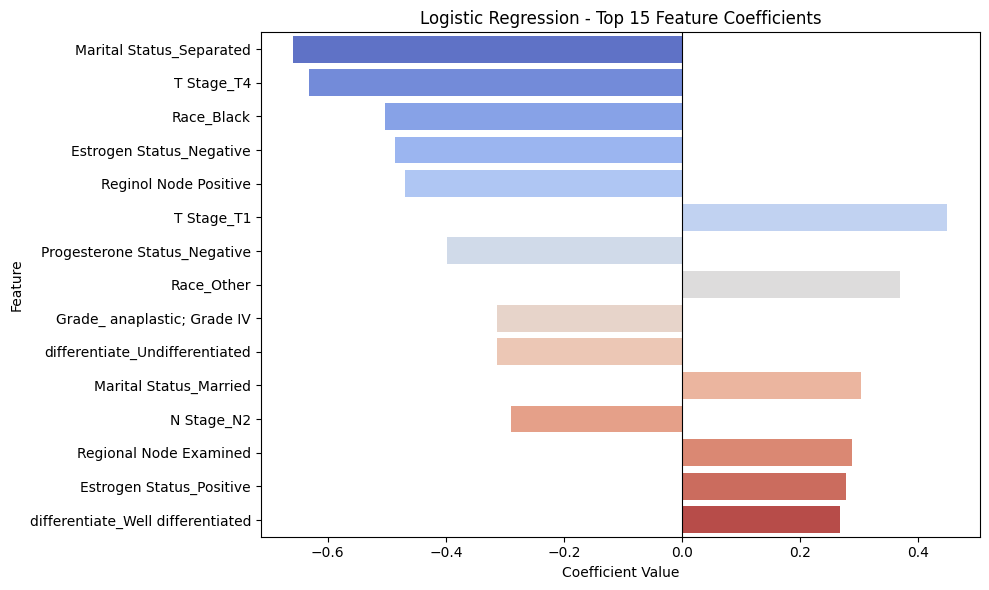 Logistic Regression - Top 15 Feature Coefficients
Feature
Marital Status_Separated
T Stage_T4
Race_Black
Estrogen Status_Negative
Reginol Node Positive
T Stage_T1
Progesterone Status_Negative
Race_Other
Grade_ anaplastic; Grade IV
differentiate_Undifferentiated
Marital Status_Married
N Stage_N2
Regional Node Examined
Estrogen Status_Positive
differentiate_Well differentiated
−0.6 −0.4 −0.2 0.0 0.2 0.4
Coefficient Value